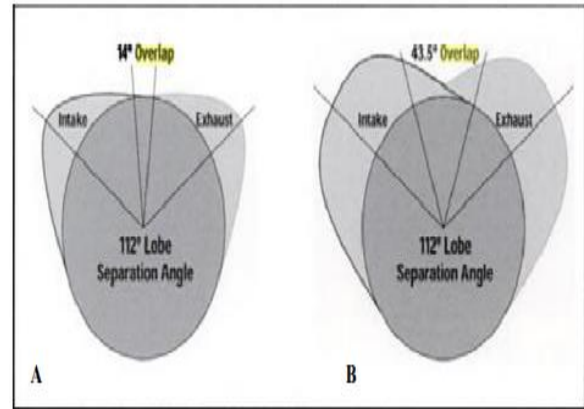 14° Overlap
Intake
Exhaust
112° Lobe
Separation Angle
A
43.5° Overlap
Intake
Exhaust
112° Lobe
Separation Angle
B